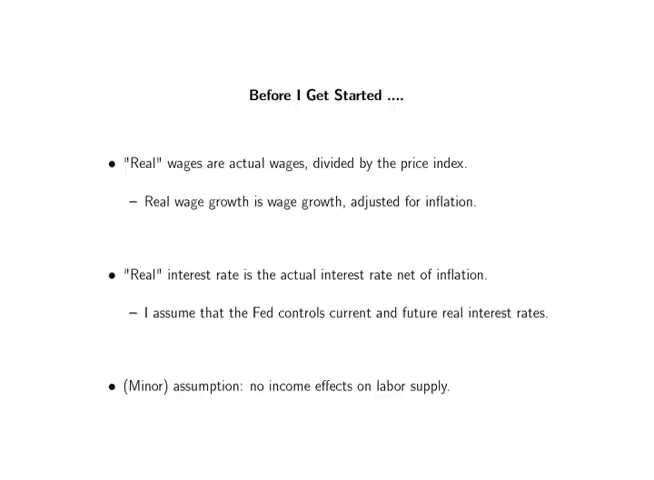 Before I Get Started ....
● "Real" wages are actual wages, divided by the price index.
– Real wage growth is wage growth, adjusted for inflation.
● "Real" interest rate is the actual interest rate net of inflation.
– I assume that the Fed controls current and future real interest rates.
● (Minor) assumption: no income effects on labor supply.